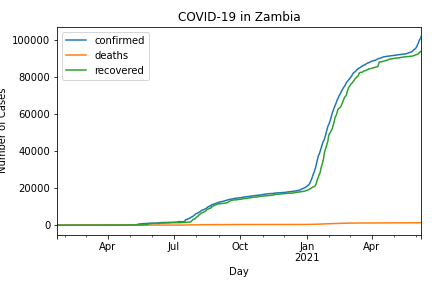 COVID-19 in Zambia
confirmed
deaths
recovered
100000
80000
60000
40000
20000
0
Number of Cases
Apr
Jul
Oct
Jan
2021
Apr
Day